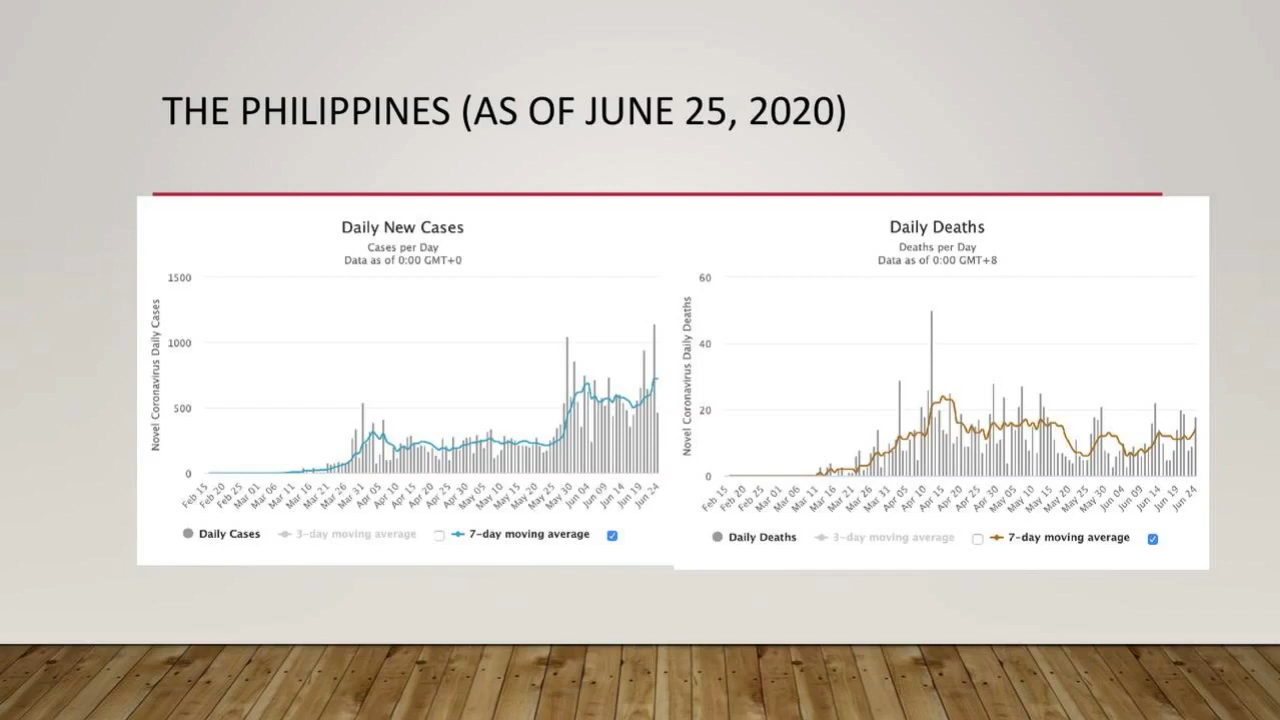 THE PHILIPPINES (AS OF JUNE 25, 2020)
Daily New Cases
Cases per Day
Data as of 0:00 GMT+0
Novel Coronavirus Daily Cases
1500
1000
500
0
Feb 15
Feb 20
Feb 25
Mar 01
Mar 06
Mar 11
Mar 16
Mar 21
Mar 26
Mar 31
Apr 05
Apr 10
Apr 15
Apr 20
Apr 25
Apr 30
May 05
May 10
May 15
May 20
May 25
May 30
Jun 04
Jun 09
Jun 14
Jun 19
Jun 24
Daily Cases
3-day moving average
7-day moving average
Daily Deaths
Deaths per Day
Data as of 0:00 GMT+8
Novel Coronavirus Daily Deaths
60
40
20
0
Feb 15
Feb 20
Feb 25
Mar 01
Mar 06
Mar 11
Mar 16
Mar 21
Mar 26
Mar 31
Apr 05
Apr 10
Apr 15
Apr 20
Apr 25
Apr 30
May 05
May 10
May 15
May 20
May 25
May 30
Jun 04
Jun 09
Jun 14
Jun 19
Jun 24
Daily Deaths
3-day moving average
7-day moving average